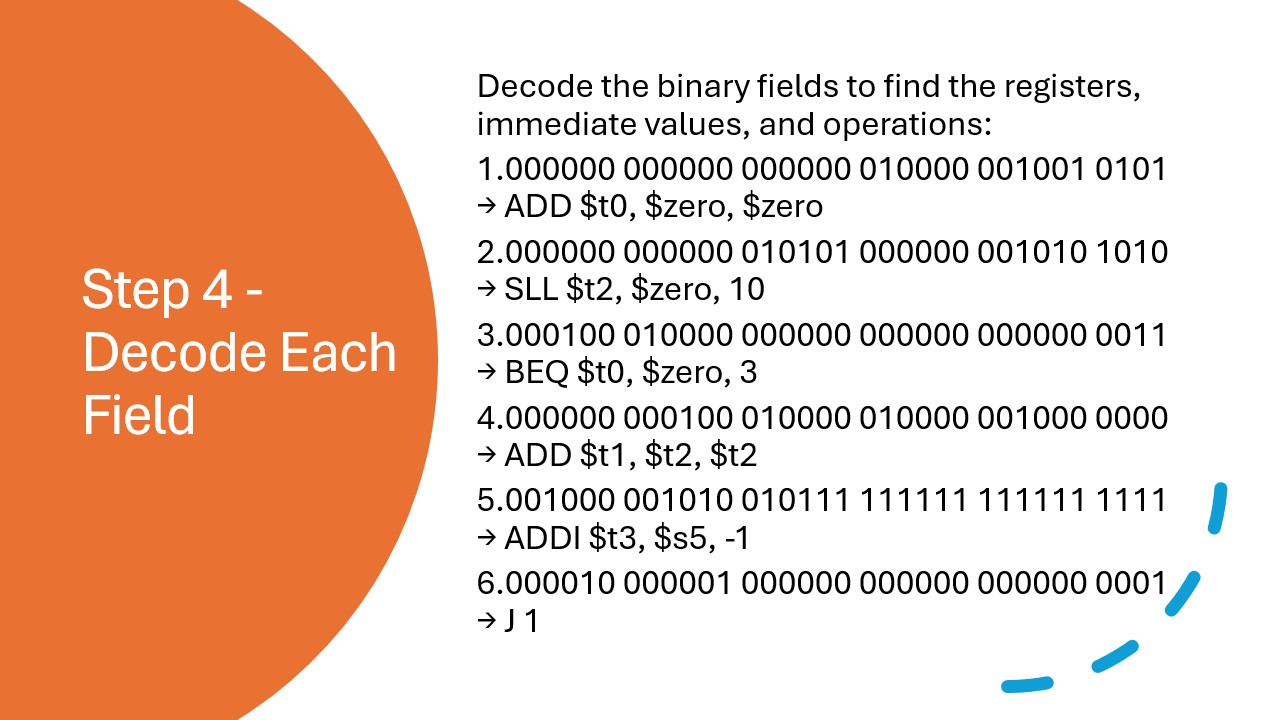 Step 4 -
Decode Each
Field
Decode the binary fields to find the registers,
immediate values, and operations:
1.000000 000000 000000 010000 001001 0101
→ ADD $t0, $zero, $zero
2.000000 000000 010101 000000 001010 1010
→ SLL $t2, $zero, 10
3.000100 010000 000000 000000 000000 0011
→ BEQ $t0, $zero, 3
4.000000 000100 010000 010000 001000 0000
→ ADD $t1, $t2, $t2
5.001000 001010 010111 111111 111111 1111
→ ADDI $t3, $s5, -1
6.000010 000001 000000 000000 000000 0001
→ J 1